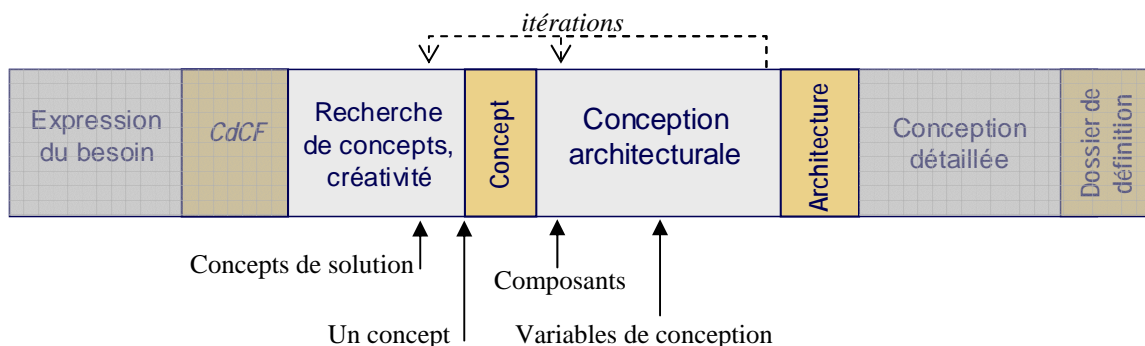 itérations
Expression
du besoin
CdCF
Recherche
de concepts,
créativité
Concept
Conception
architecturale
Architecture
Conception
détaillée
Dossier de
définition
Concepts de solution
Composants
Un concept
Variables de conception